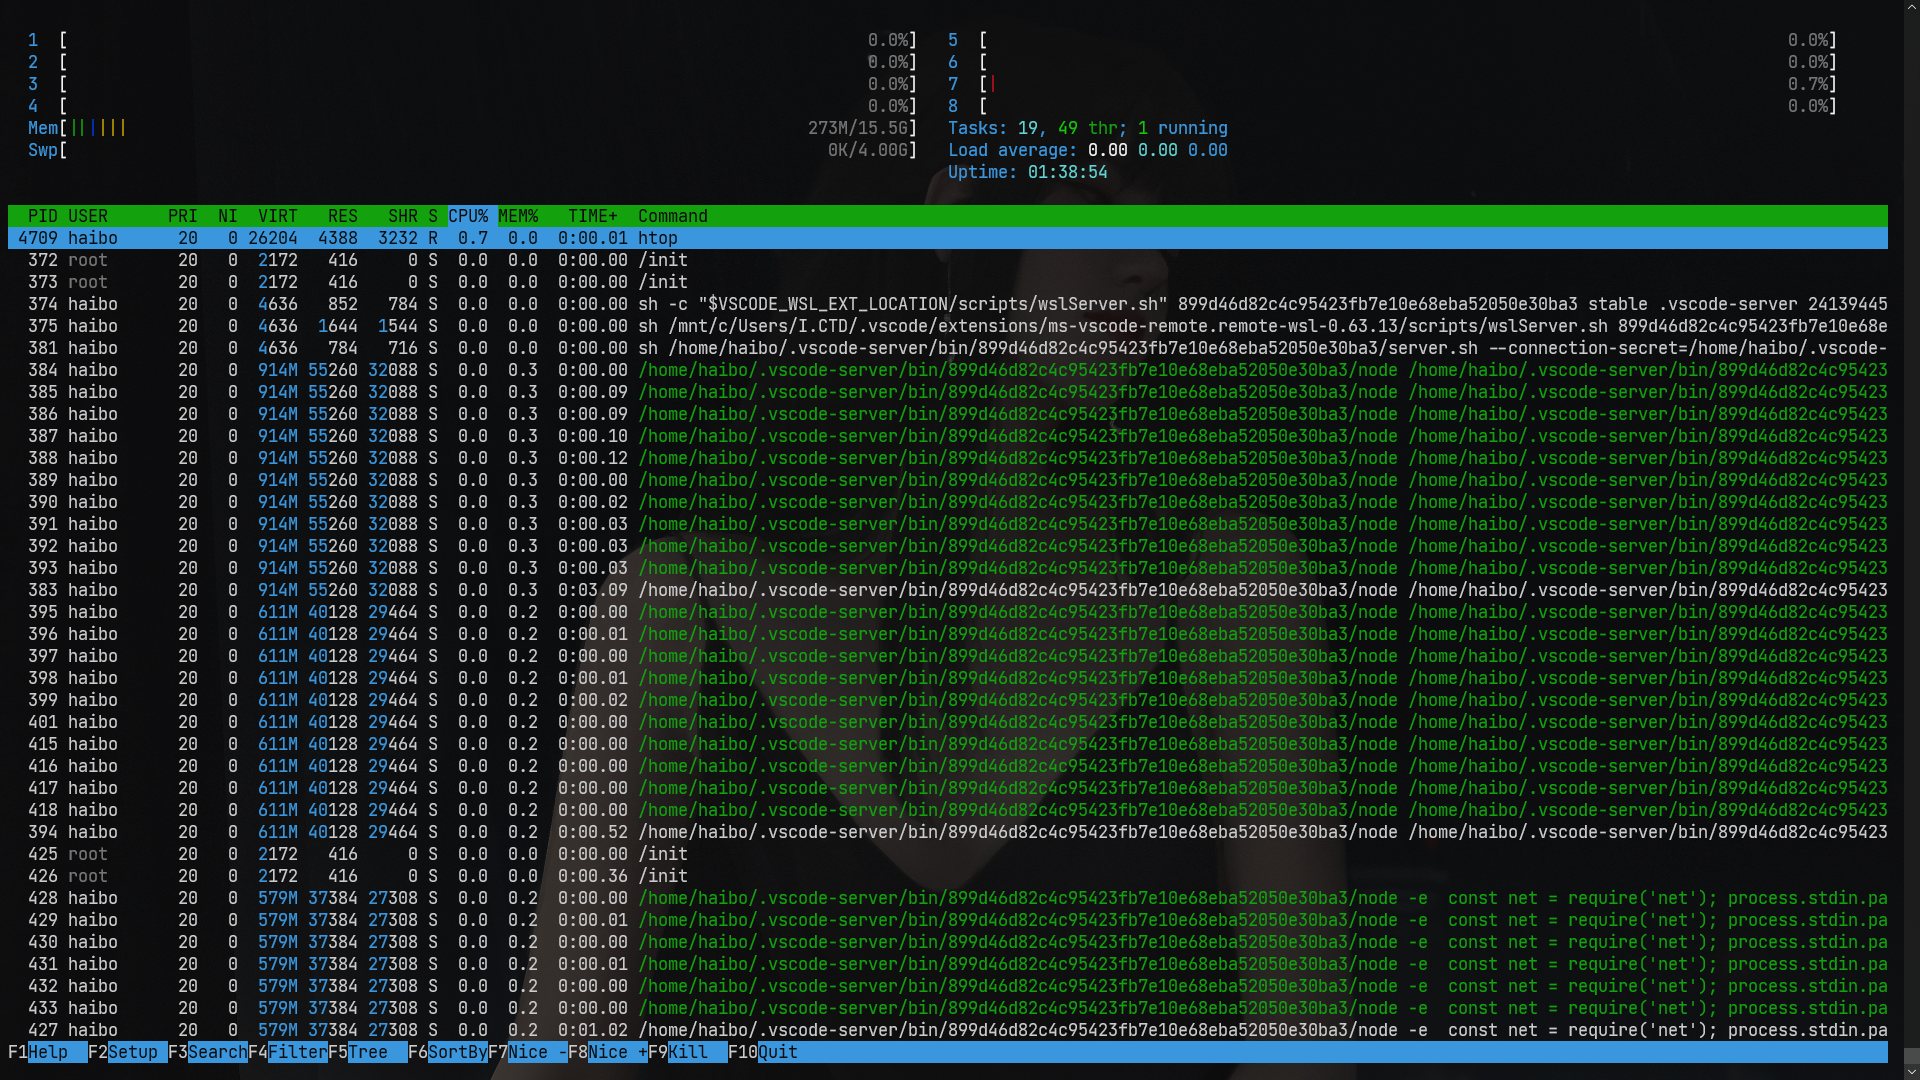 1 [ 0.0%] 5 [ 0.0%]
2 [ 0.0%] 6 [ 0.0%]
3 [ 0.0%] 7 [| 0.7%]
4 [ 0.0%] 8 [ 0.0%]
Mem[|||||| 273M/15.5G] Tasks: 19, 49 thr; 1 running
Swp[ 0K/4.00G] Load average: 0.00 0.00 0.00
Uptime: 01:38:54
PID USER PRI NI VIRT RES SHR S CPU% MEM% TIME+ Command
4709 haibo 20 0 26204 4388 3232 R 0.7 0.0 0:00.01 htop
372 root 20 0 2172 416 0 S 0.0 0.0 0:00.00 /init
373 root 20 0 2172 416 0 S 0.0 0.0 0:00.00 /init
374 haibo 20 0 4636 852 784 S 0.0 0.0 0:00.00 sh -c "$VSCODE_WSL_EXT_LOCATION/scripts/wslServer.sh" 899d46d82c4c95423fb7e10e68eba52050e30ba3 stable .vscode-server 24139445
375 haibo 20 0 4636 1644 1544 S 0.0 0.0 0:00.00 sh /mnt/c/Users/I.CTD/.vscode/extensions/ms-vscode-remote.remote-wsl-0.63.13/scripts/wslServer.sh 899d46d82c4c95423fb7e10e68e
381 haibo 20 0 4636 784 716 S 0.0 0.0 0:00.00 sh /home/haibo/.vscode-server/bin/899d46d82c4c95423fb7e10e68eba52050e30ba3/server.sh --connection-secret=/home/haibo/.vscode-
384 haibo 20 0 914M 55260 32088 S 0.0 0.3 0:00.00 /home/haibo/.vscode-server/bin/899d46d82c4c95423fb7e10e68eba52050e30ba3/node /home/haibo/.vscode-server/bin/899d46d82c4c95423
385 haibo 20 0 914M 55260 32088 S 0.0 0.3 0:00.09 /home/haibo/.vscode-server/bin/899d46d82c4c95423fb7e10e68eba52050e30ba3/node /home/haibo/.vscode-server/bin/899d46d82c4c95423
386 haibo 20 0 914M 55260 32088 S 0.0 0.3 0:00.09 /home/haibo/.vscode-server/bin/899d46d82c4c95423fb7e10e68eba52050e30ba3/node /home/haibo/.vscode-server/bin/899d46d82c4c95423
387 haibo 20 0 914M 55260 32088 S 0.0 0.3 0:00.10 /home/haibo/.vscode-server/bin/899d46d82c4c95423fb7e10e68eba52050e30ba3/node /home/haibo/.vscode-server/bin/899d46d82c4c95423
388 haibo 20 0 914M 55260 32088 S 0.0 0.3 0:00.12 /home/haibo/.vscode-server/bin/899d46d82c4c95423fb7e10e68eba52050e30ba3/node /home/haibo/.vscode-server/bin/899d46d82c4c95423
389 haibo 20 0 914M 55260 32088 S 0.0 0.3 0:00.00 /home/haibo/.vscode-server/bin/899d46d82c4c95423fb7e10e68eba52050e30ba3/node /home/haibo/.vscode-server/bin/899d46d82c4c95423
390 haibo 20 0 914M 55260 32088 S 0.0 0.3 0:00.02 /home/haibo/.vscode-server/bin/899d46d82c4c95423fb7e10e68eba52050e30ba3/node /home/haibo/.vscode-server/bin/899d46d82c4c95423
391 haibo 20 0 914M 55260 32088 S 0.0 0.3 0:00.03 /home/haibo/.vscode-server/bin/899d46d82c4c95423fb7e10e68eba52050e30ba3/node /home/haibo/.vscode-server/bin/899d46d82c4c95423
392 haibo 20 0 914M 55260 32088 S 0.0 0.3 0:00.03 /home/haibo/.vscode-server/bin/899d46d82c4c95423fb7e10e68eba52050e30ba3/node /home/haibo/.vscode-server/bin/899d46d82c4c95423
393 haibo 20 0 914M 55260 32088 S 0.0 0.3 0:00.03 /home/haibo/.vscode-server/bin/899d46d82c4c95423fb7e10e68eba52050e30ba3/node /home/haibo/.vscode-server/bin/899d46d82c4c95423
383 haibo 20 0 914M 55260 32088 S 0.0 0.3 0:03.09 /home/haibo/.vscode-server/bin/899d46d82c4c95423fb7e10e68eba52050e30ba3/node /home/haibo/.vscode-server/bin/899d46d82c4c95423
395 haibo 20 0 611M 40128 29464 S 0.0 0.2 0:00.00 /home/haibo/.vscode-server/bin/899d46d82c4c95423fb7e10e68eba52050e30ba3/node /home/haibo/.vscode-server/bin/899d46d82c4c95423
396 haibo 20 0 611M 40128 29464 S 0.0 0.2 0:00.01 /home/haibo/.vscode-server/bin/899d46d82c4c95423fb7e10e68eba52050e30ba3/node /home/haibo/.vscode-server/bin/899d46d82c4c95423
397 haibo 20 0 611M 40128 29464 S 0.0 0.2 0:00.00 /home/haibo/.vscode-server/bin/899d46d82c4c95423fb7e10e68eba52050e30ba3/node /home/haibo/.vscode-server/bin/899d46d82c4c95423
398 haibo 20 0 611M 40128 29464 S 0.0 0.2 0:00.01 /home/haibo/.vscode-server/bin/899d46d82c4c95423fb7e10e68eba52050e30ba3/node /home/haibo/.vscode-server/bin/899d46d82c4c95423
399 haibo 20 0 611M 40128 29464 S 0.0 0.2 0:00.02 /home/haibo/.vscode-server/bin/899d46d82c4c95423fb7e10e68eba52050e30ba3/node /home/haibo/.vscode-server/bin/899d46d82c4c95423
401 haibo 20 0 611M 40128 29464 S 0.0 0.2 0:00.00 /home/haibo/.vscode-server/bin/899d46d82c4c95423fb7e10e68eba52050e30ba3/node /home/haibo/.vscode-server/bin/899d46d82c4c95423
415 haibo 20 0 611M 40128 29464 S 0.0 0.2 0:00.00 /home/haibo/.vscode-server/bin/899d46d82c4c95423fb7e10e68eba52050e30ba3/node /home/haibo/.vscode-server/bin/899d46d82c4c95423
416 haibo 20 0 611M 40128 29464 S 0.0 0.2 0:00.00 /home/haibo/.vscode-server/bin/899d46d82c4c95423fb7e10e68eba52050e30ba3/node /home/haibo/.vscode-server/bin/899d46d82c4c95423
417 haibo 20 0 611M 40128 29464 S 0.0 0.2 0:00.00 /home/haibo/.vscode-server/bin/899d46d82c4c95423fb7e10e68eba52050e30ba3/node /home/haibo/.vscode-server/bin/899d46d82c4c95423
418 haibo 20 0 611M 40128 29464 S 0.0 0.2 0:00.00 /home/haibo/.vscode-server/bin/899d46d82c4c95423fb7e10e68eba52050e30ba3/node /home/haibo/.vscode-server/bin/899d46d82c4c95423
394 haibo 20 0 611M 40128 29464 S 0.0 0.2 0:00.52 /home/haibo/.vscode-server/bin/899d46d82c4c95423fb7e10e68eba52050e30ba3/node /home/haibo/.vscode-server/bin/899d46d82c4c95423
425 root 20 0 2172 416 0 S 0.0 0.0 0:00.00 /init
426 root 20 0 2172 416 0 S 0.0 0.0 0:00.36 /init
428 haibo 20 0 579M 37384 27308 S 0.0 0.2 0:00.00 /home/haibo/.vscode-server/bin/899d46d82c4c95423fb7e10e68eba52050e30ba3/node -e const net = require('net'); process.stdin.pa
429 haibo 20 0 579M 37384 27308 S 0.0 0.2 0:00.01 /home/haibo/.vscode-server/bin/899d46d82c4c95423fb7e10e68eba52050e30ba3/node -e const net = require('net'); process.stdin.pa
430 haibo 20 0 579M 37384 27308 S 0.0 0.2 0:00.00 /home/haibo/.vscode-server/bin/899d46d82c4c95423fb7e10e68eba52050e30ba3/node -e const net = require('net'); process.stdin.pa
431 haibo 20 0 579M 37384 27308 S 0.0 0.2 0:00.01 /home/haibo/.vscode-server/bin/899d46d82c4c95423fb7e10e68eba52050e30ba3/node -e const net = require('net'); process.stdin.pa
432 haibo 20 0 579M 37384 27308 S 0.0 0.2 0:00.00 /home/haibo/.vscode-server/bin/899d46d82c4c95423fb7e10e68eba52050e30ba3/node -e const net = require('net'); process.stdin.pa
433 haibo 20 0 579M 37384 27308 S 0.0 0.2 0:00.00 /home/haibo/.vscode-server/bin/899d46d82c4c95423fb7e10e68eba52050e30ba3/node -e const net = require('net'); process.stdin.pa
427 haibo 20 0 579M 37384 27308 S 0.0 0.2 0:01.02 /home/haibo/.vscode-server/bin/899d46d82c4c95423fb7e10e68eba52050e30ba3/node -e const net = require('net'); process.stdin.pa
F1Help F2Setup F3SearchF4FilterF5Tree F6SortByF7Nice -F8Nice +F9Kill F10Quit